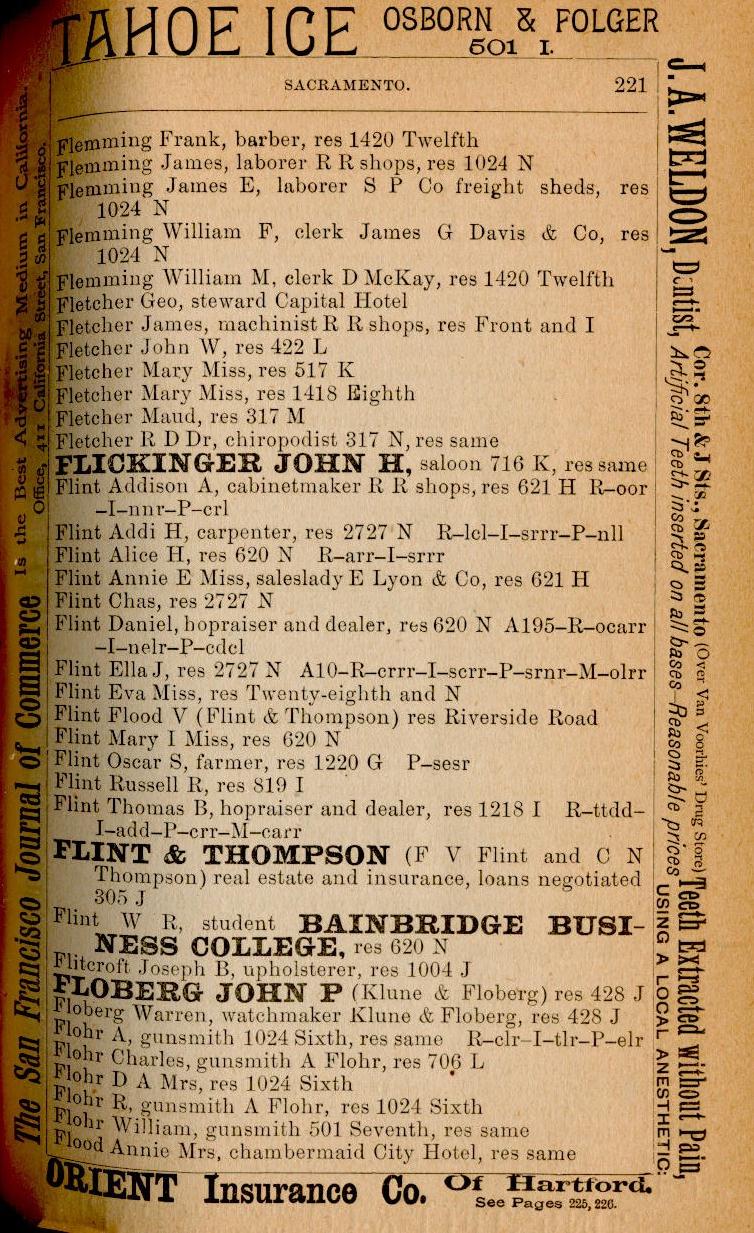 TAHOE ICE OSBORN & FOLGER
501 I.
SACRAMENTO. 221
Flemming Frank, barber, res 1420 Twelfth
Flemming James, laborer R R shops, res 1024 N
Flemming James E, laborer S P Co freight sheds, res
1024 N
Flemming William F, clerk James G Davis & Co, res
1024 N
Flemming William M, clerk D McKay, res 1420 Twelfth
Fletcher Geo, steward Capital Hotel
Fletcher James, machinist R R shops, res Front and I
Fletcher John W, res 422 L
Fletcher Mary Miss, res 517 K
Fletcher Mary Miss, res 1418 Eighth
Fletcher Maud, res 317 M
Fletcher R D Dr, chiropodist 317 N, res same
FLICKINGER JOHN H, saloon 716 K, res same
Flint Addison A, cabinetmaker R R shops, res 621 H R–oor
–I–nnr–P–crl
Flint Addi H, carpenter, res 2727 N R–lcl–I–srrr–P–nll
Flint Alice H, res 620 N R–arr–I–srrr
Flint Annie E Miss, saleslady E Lyon & Co, res 621 H
Flint Chas, res 2727 N
Flint Daniel, hopraiser and dealer, res 620 N A195–R–ocarr
–I–nelr–P–cdcl
Flint Ella J, res 2727 N A10–R–crrr–I–scrr–P–srnr–M–olrr
Flint Eva Miss, res Twenty-eighth and N
Flint Flood V (Flint & Thompson) res Riverside Road
Flint Mary I Miss, res 620 N
Flint Oscar S, farmer, res 1220 G P–sesr
Flint Russell R, res 819 I
Flint Thomas B, hopraiser and dealer, res 1218 I R–ttdd–
I–add–P–crr–M–carr
FLINT & THOMPSON (F V Flint and C N
Thompson) real estate and insurance, loans negotiated
305 J
Flint W R, student BAINBRIDGE BUSI-
NESS COLLEGE, res 620 N
Flitcroft Joseph B, upholsterer, res 1004 J
FLOBERG JOHN P (Klune & Floberg) res 428 J
Floberg Warren, watchmaker Klune & Floberg, res 428 J
Flohr A, gunsmith 1024 Sixth, res same R–clr–I–tlr–P–elr
Flohr Charles, gunsmith A Flohr, res 706 L
Flohr D A Mrs, res 1024 Sixth
Flohr R, gunsmith A Flohr, res 1024 Sixth
Flohr William, gunsmith 501 Seventh, res same
Flood Annie Mrs, chambermaid City Hotel, res same
ORIENT Insurance Co. Of Hartford.
See Pages 225, 226.
The San Francisco Journal of Commerce Is the Best Advertising Medium in California.
Office, 411 California Street, San Francisco.
J. A. WELDON, Dentist, Cor. 8th & J Sts., Sacramento (Over Van Voorhies' Drug Store) Teeth Extracted without Pain,
Artificial Teeth inserted on all bases—Reasonable prices USING A LOCAL ANESTHETIC.